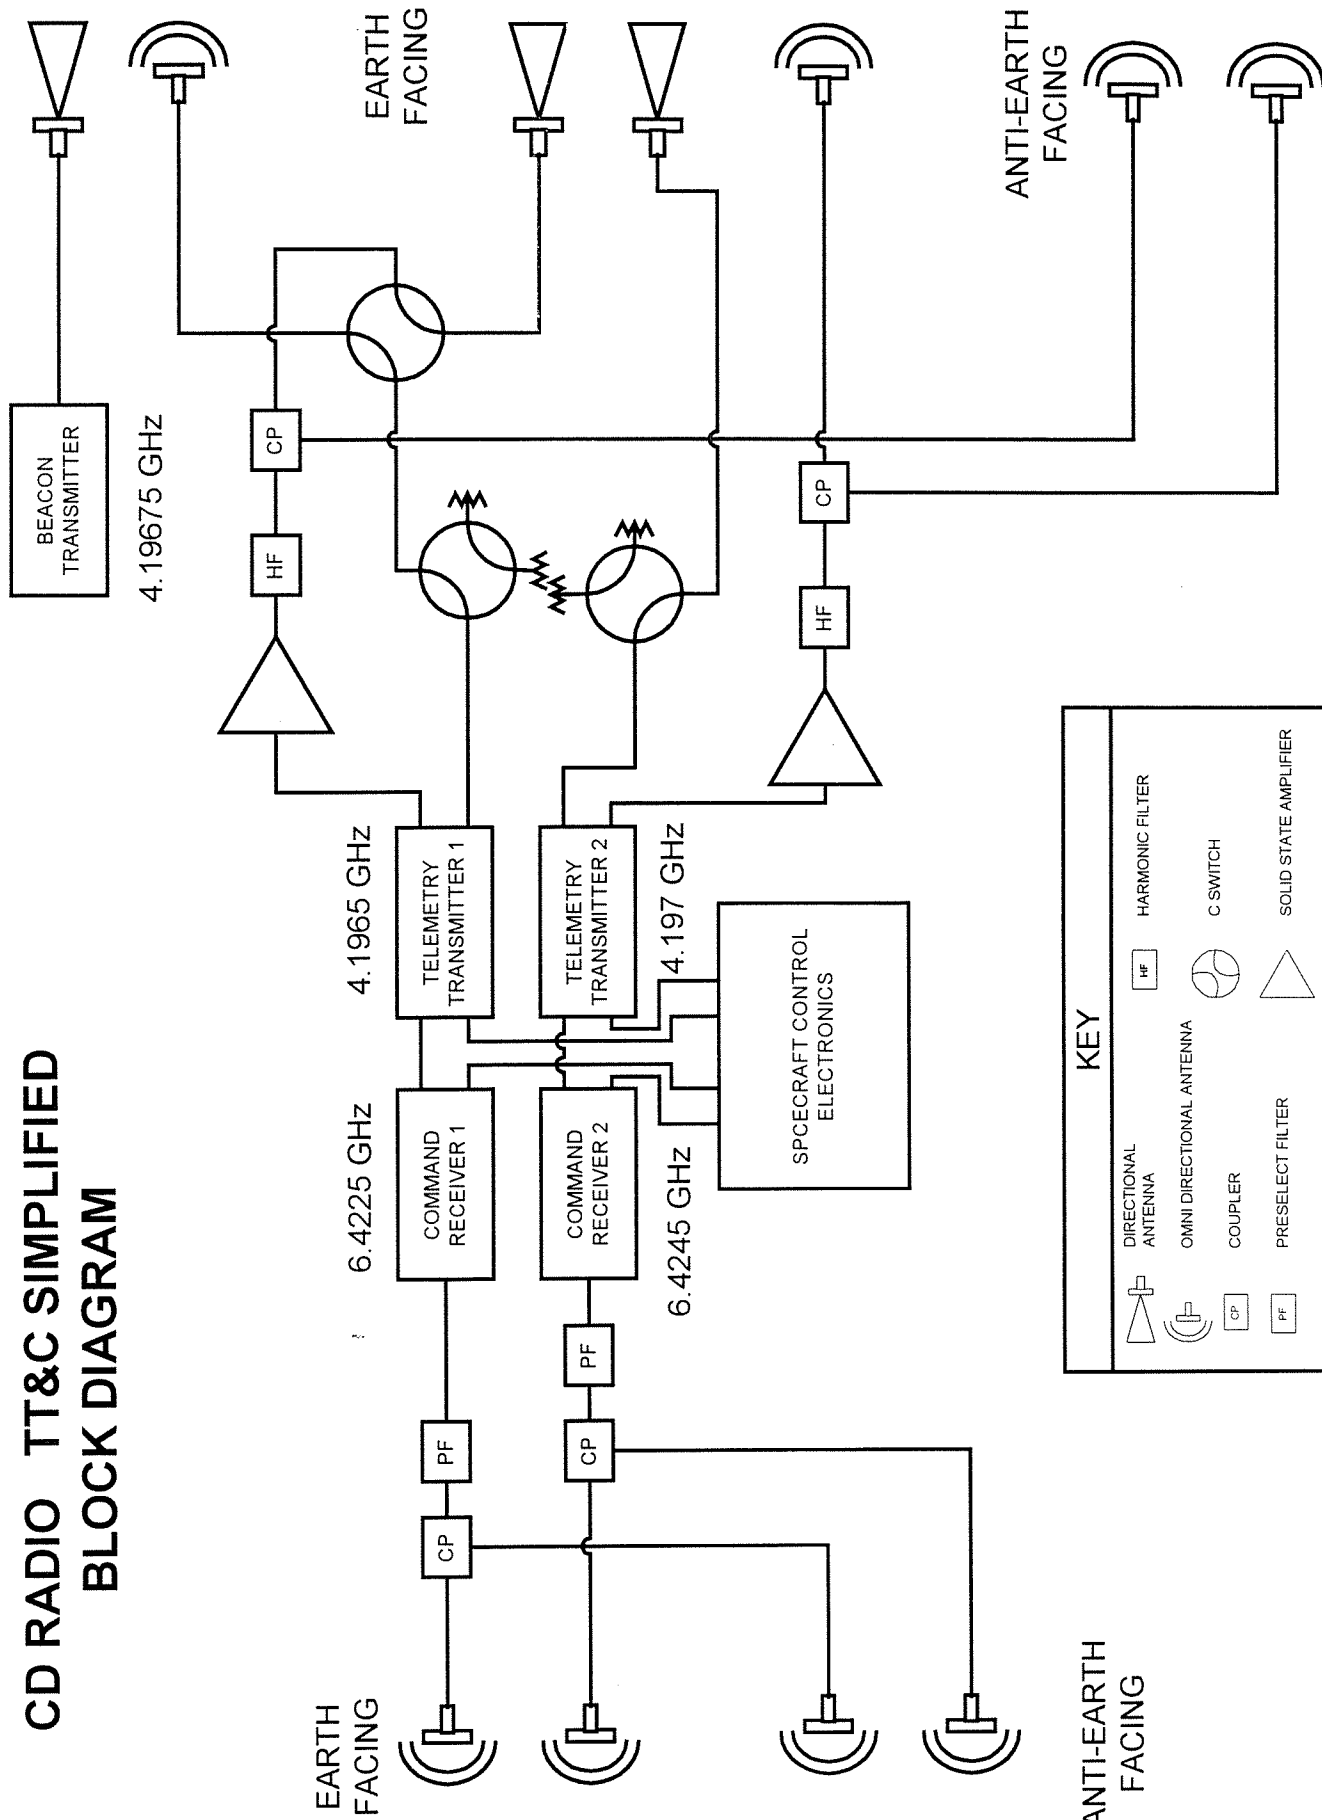 CD RADIO TT&C SIMPLIFIED
BLOCK DIAGRAM
EARTH
FACING
ANTI-EARTH
FACING
CP
PF
CP
PF
6.4225 GHz
COMMAND
RECEIVER 1
COMMAND
RECEIVER 2
6.4245 GHz
4.1965 GHz
TELEMETRY
TRANSMITTER 1
TELEMETRY
TRANSMITTER 2
4.197 GHz
SPCECRAFT CONTROL
ELECTRONICS
HF
CP
HF
CP
BEACON
TRANSMITTER
4.19675 GHz
EARTH
FACING
ANTI-EARTH
FACING
KEY
DIRECTIONAL
ANTENNA
OMNI DIRECTIONAL ANTENNA
CP
COUPLER
PF
PRESELECT FILTER
HF
HARMONIC FILTER
C SWITCH
SOLID STATE AMPLIFIER